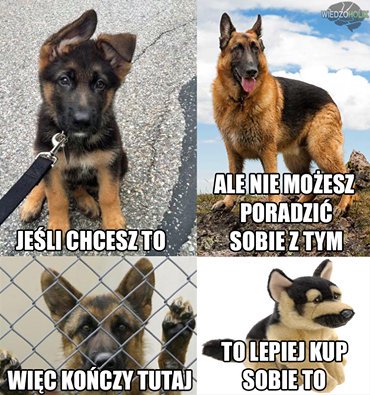 WIEDZOHOLIK
JEŚLI CHCESZ TO
ALE NIE MOŻESZ
PORADZIĆ
SOBIE Z TYM
WIĘC KOŃCZY TUTAJ
TO LEPIEJ KUP
SOBIE TO